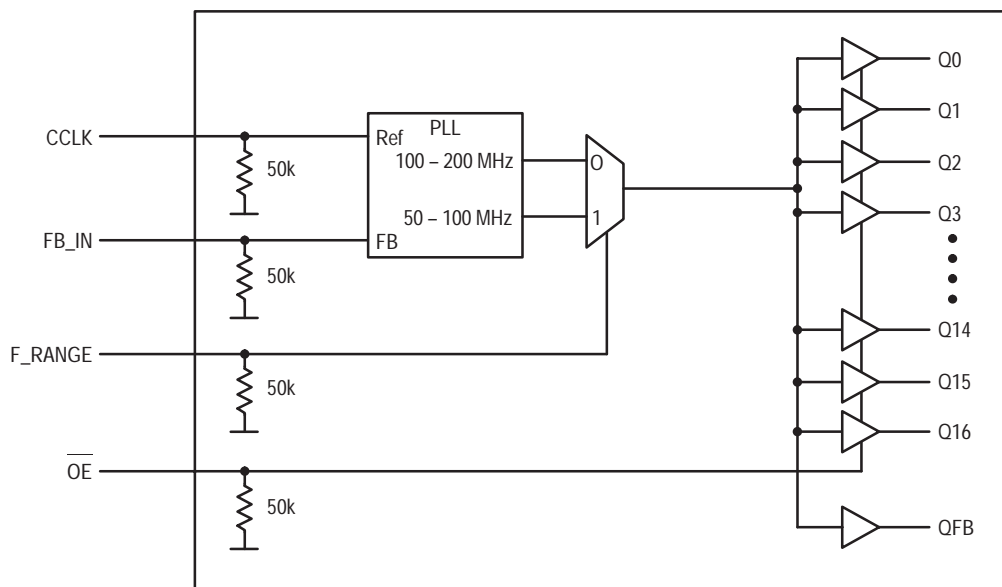 Q0
Q1
PLL
CCLK
Ref
100 – 200 MHz
0
Q2
50k
Q3
50 – 100 MHz
1
FB_IN
FB
50k
Q14
F_RANGE
50k
Q15
Q16
OE
50k
QFB